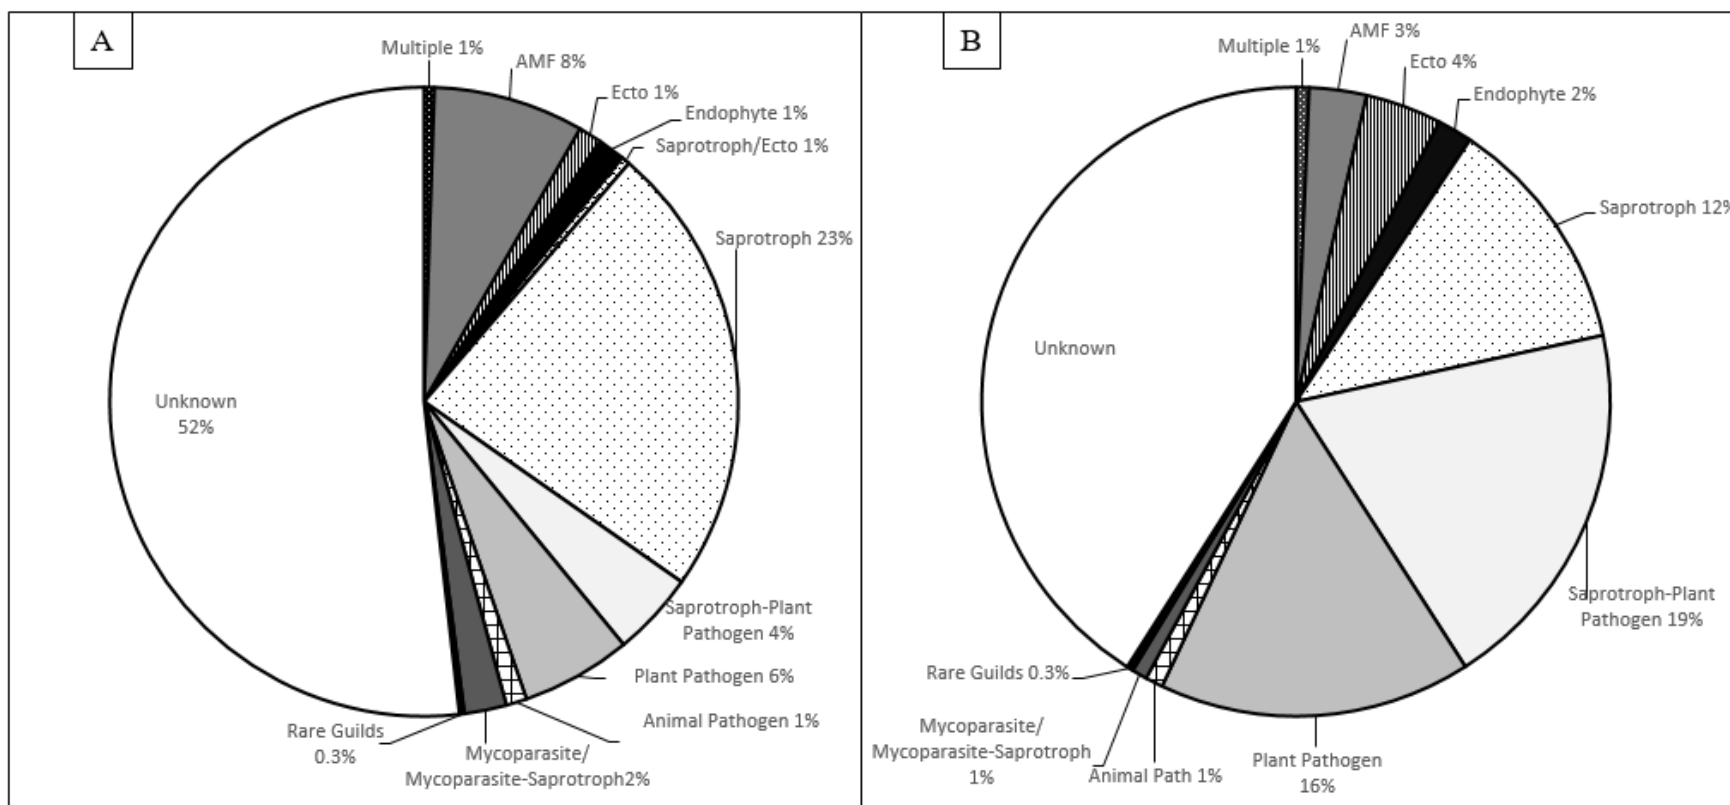 A
Multiple 1%
AMF 8%
Ecto 1%
Endophyte 1%
Saprotroph/Ecto 1%
Saprotroph 23%
Saprotroph-Plant
Pathogen 4%
Plant Pathogen 6%
Animal Pathogen 1%
Mycoparasite/
Mycoparasite-Saprotroph2%
Rare Guilds
0.3%
Unknown
52%
B
Multiple 1%
AMF 3%
Ecto 4%
Endophyte 2%
Saprotroph 12%
Saprotroph-Plant
Pathogen 19%
Plant Pathogen
16%
Animal Path 1%
Mycoparasite/
Mycoparasite-Saprotroph
1%
Rare Guilds 0.3%
Unknown